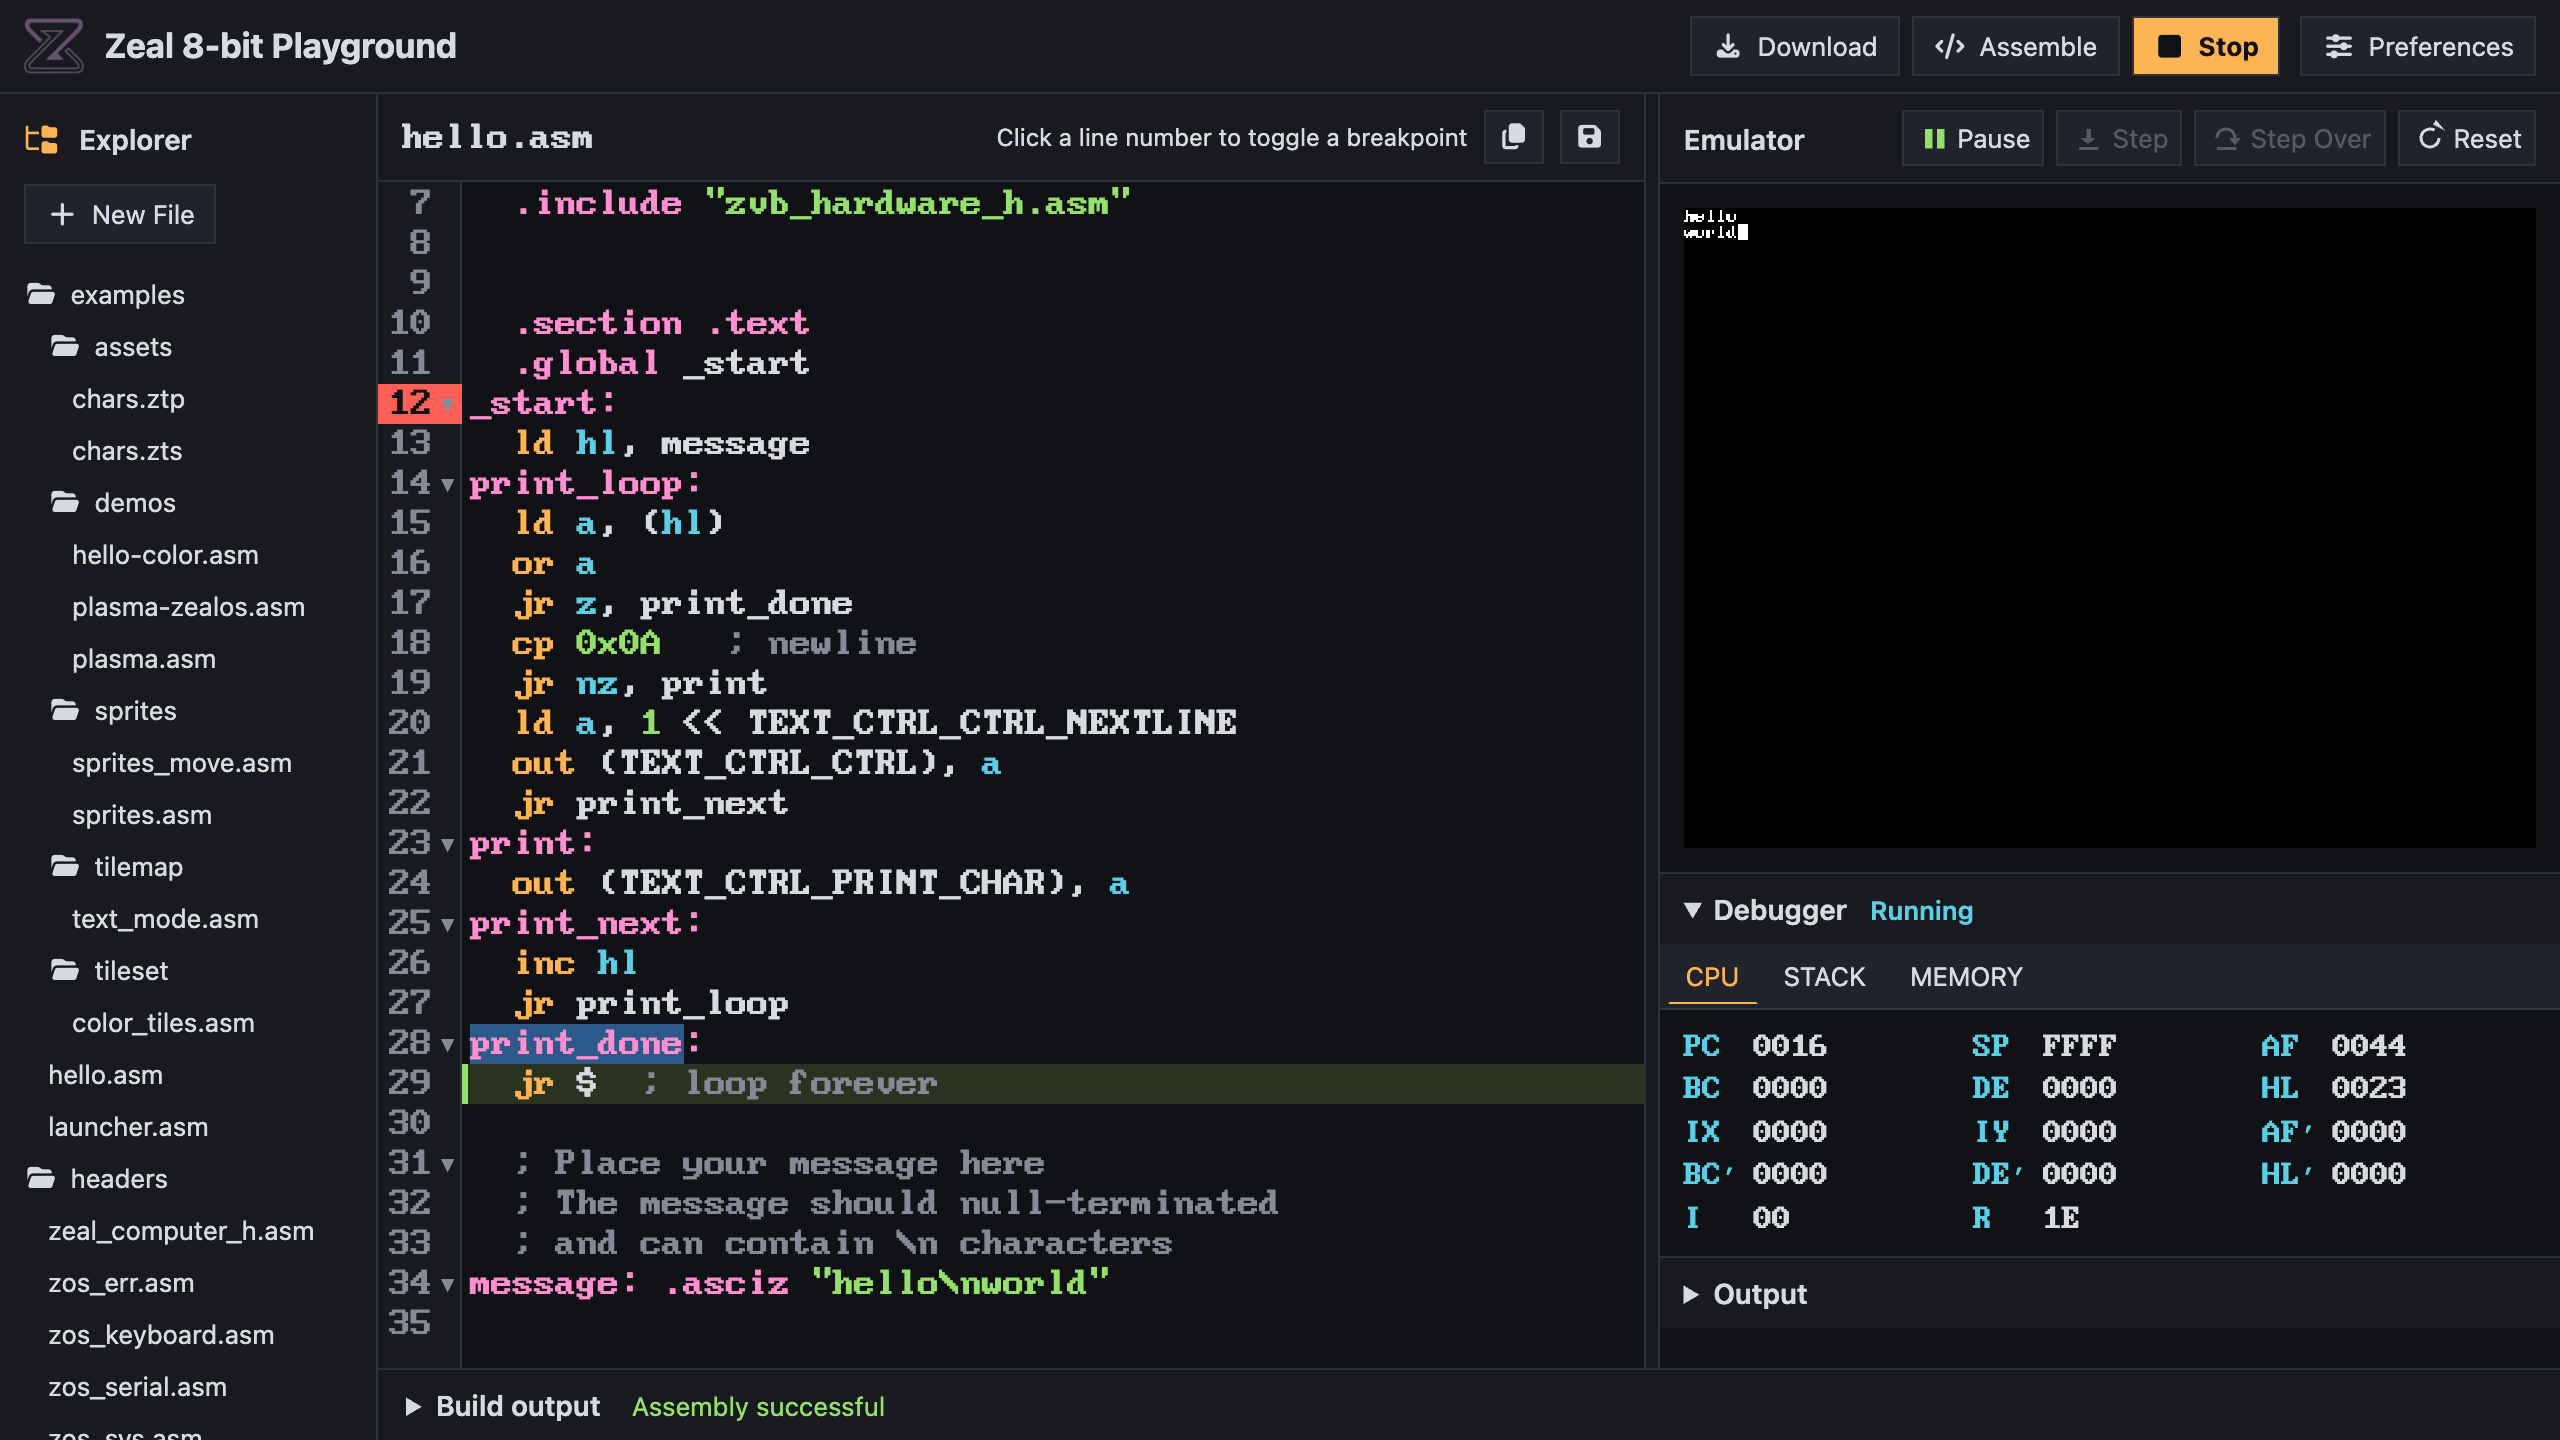 Zeal 8-bit Playground
Download
Assemble
Stop
Preferences
Explorer
New File
examples
assets
chars.ztp
chars.zts
demos
hello-color.asm
plasma-zealos.asm
plasma.asm
sprites
sprites_move.asm
sprites.asm
tilemap
text_mode.asm
tileset
color_tiles.asm
hello.asm
launcher.asm
headers
zeal_computer_h.asm
zos_err.asm
zos_keyboard.asm
zos_serial.asm
zos_sys.asm
hello.asm
Click a line number to toggle a breakpoint
7 .include "zvb_hardware_h.asm"
8
9
10 .section .text
11 .global _start
12 _start:
13 ld hl, message
14 print_loop:
15 ld a, (hl)
16 or a
17 jr z, print_done
18 cp 0x0A ; newline
19 jr nz, print
20 ld a, 1 << TEXT_CTRL_CTRL_NEXTLINE
21 out (TEXT_CTRL_CTRL), a
22 jr print_next
23 print:
24 out (TEXT_CTRL_PRINT_CHAR), a
25 print_next:
26 inc hl
27 jr print_loop
28 print_done:
29 jr $ ; loop forever
30
31 ; Place your message here
32 ; The message should null-terminated
33 ; and can contain \n characters
34 message: .asciz "hello\nworld"
35
Build output Assembly successful
Emulator
Pause
Step
Step Over
Reset
hello
world
Debugger Running
CPU STACK MEMORY
PC 0016 SP FFFF AF 0044
BC 0000 DE 0000 HL 0023
IX 0000 IY 0000 AF' 0000
BC' 0000 DE' 0000 HL' 0000
I 00 R 1E
Output